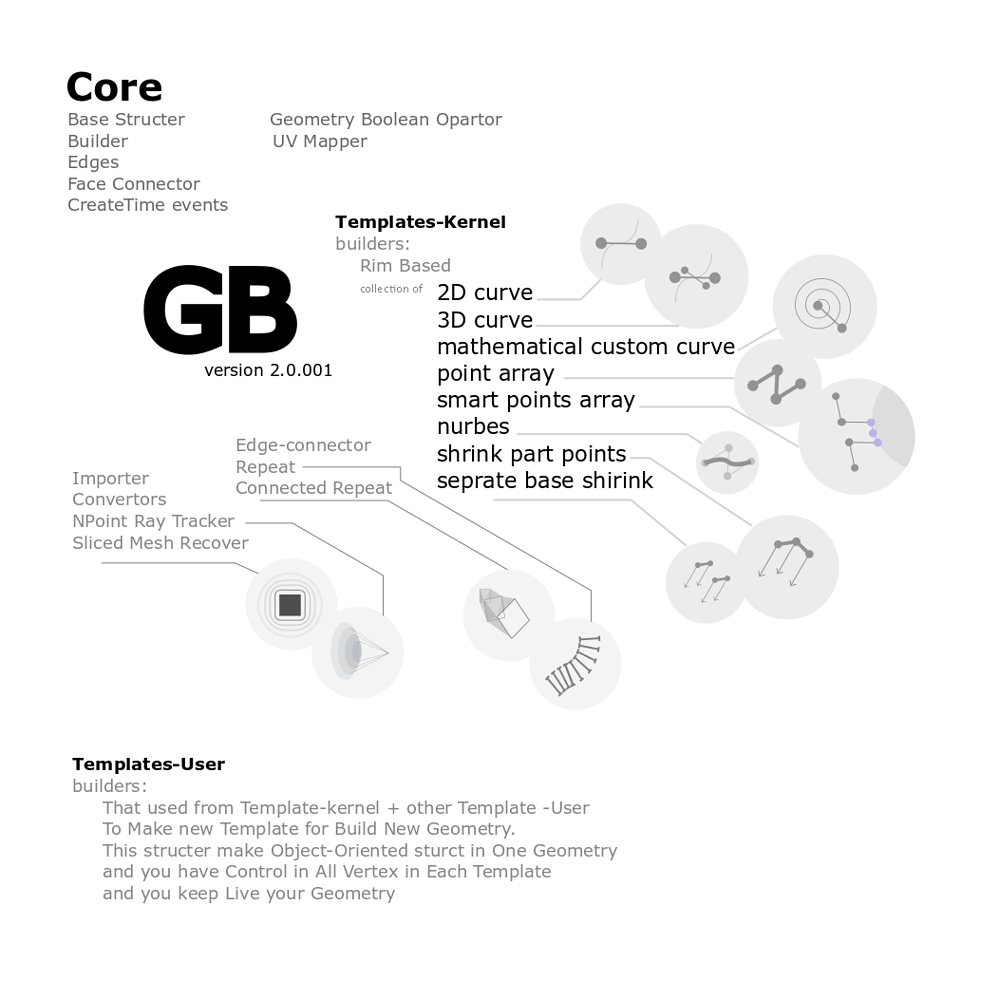 Core
Base Structer
Builder
Edges
Face Connector
CreateTime events
Geometry Boolean Opartor
UV Mapper
Templates-Kernel
builders:
Rim Based
collection of 2D curve
3D curve
mathematical custom curve
point array
smart points array
nurbes
shrink part points
seprate base shirink
GB
version 2.0.001
Edge-connector
Repeat
Connected Repeat
Importer
Convertors
NPoint Ray Tracker
Sliced Mesh Recover
Templates-User
builders:
That used from Template-kernel + other Template -User
To Make new Template for Build New Geometry.
This structer make Object-Oriented sturct in One Geometry
and you have Control in All Vertex in Each Template
and you keep Live your Geometry